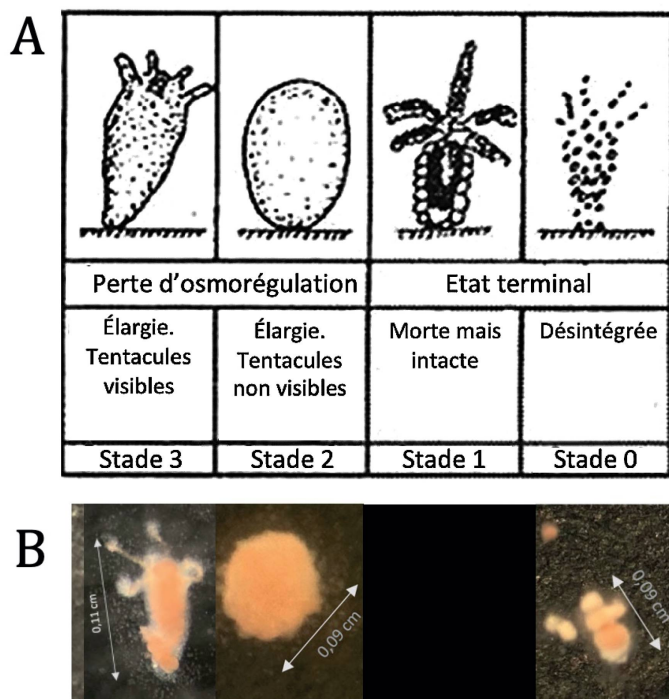 A
Perte d'osmorégulation
Etat terminal
Élargie.
Tentacules
visibles
Élargie.
Tentacules
non visibles
Morte mais
intacte
Désintégrée
Stade 3
Stade 2
Stade 1
Stade 0
B
0,11 cm
0,09 cm
0,09 cm